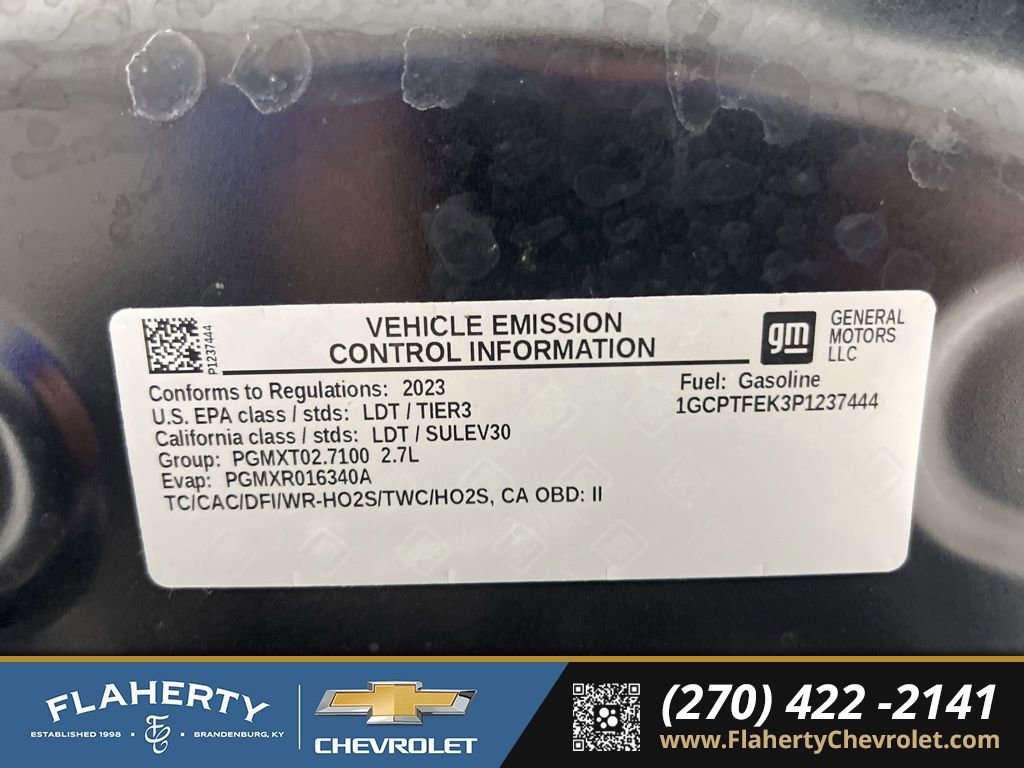 P1237444
VEHICLE EMISSION
CONTROL INFORMATION
gm
GENERAL
MOTORS
LLC
Conforms to Regulations: 2023
U.S. EPA class / stds: LDT / TIER3
California class / stds: LDT / SULEV30
Group: PGMXT02.7100 2.7L
Evap: PGMXR016340A
TC/CAC/DFI/WR-HO2S/TWC/HO2S, CA OBD: II
Fuel: Gasoline
1GCPTFEK3P1237444
FLAHERTY
ESTABLISHED 1998 • BRANDENBURG, KY
CHEVROLET
(270) 422 -2141
www.FlahertyChevrolet.com